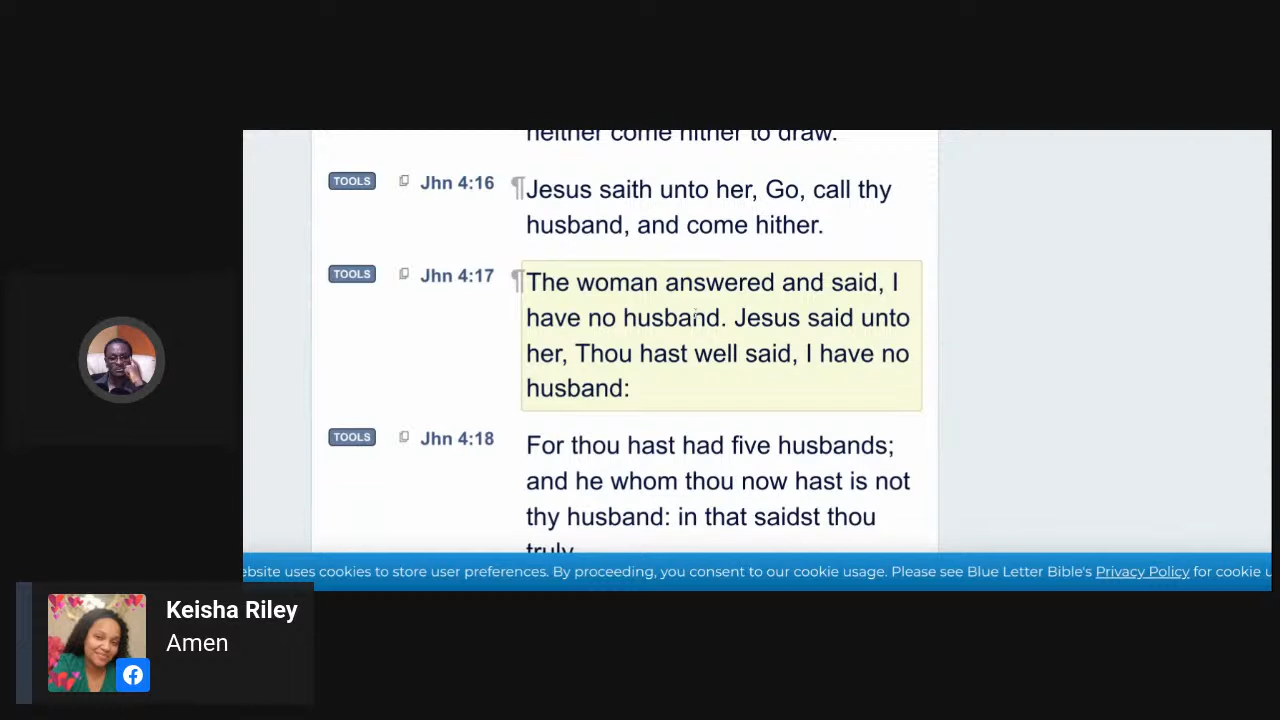 neither come hither to draw.
TOOLS Jhn 4:16 ¶Jesus saith unto her, Go, call thy
husband, and come hither.
TOOLS Jhn 4:17 ¶The woman answered and said, I
have no husband. Jesus said unto
her, Thou hast well said, I have no
husband:
TOOLS Jhn 4:18 For thou hast had five husbands;
and he whom thou now hast is not
thy husband: in that saidst thou
truly
ebsite uses cookies to store user preferences. By proceeding, you consent to our cookie usage. Please see Blue Letter Bible's Privacy Policy for cookie u
Keisha Riley
Amen